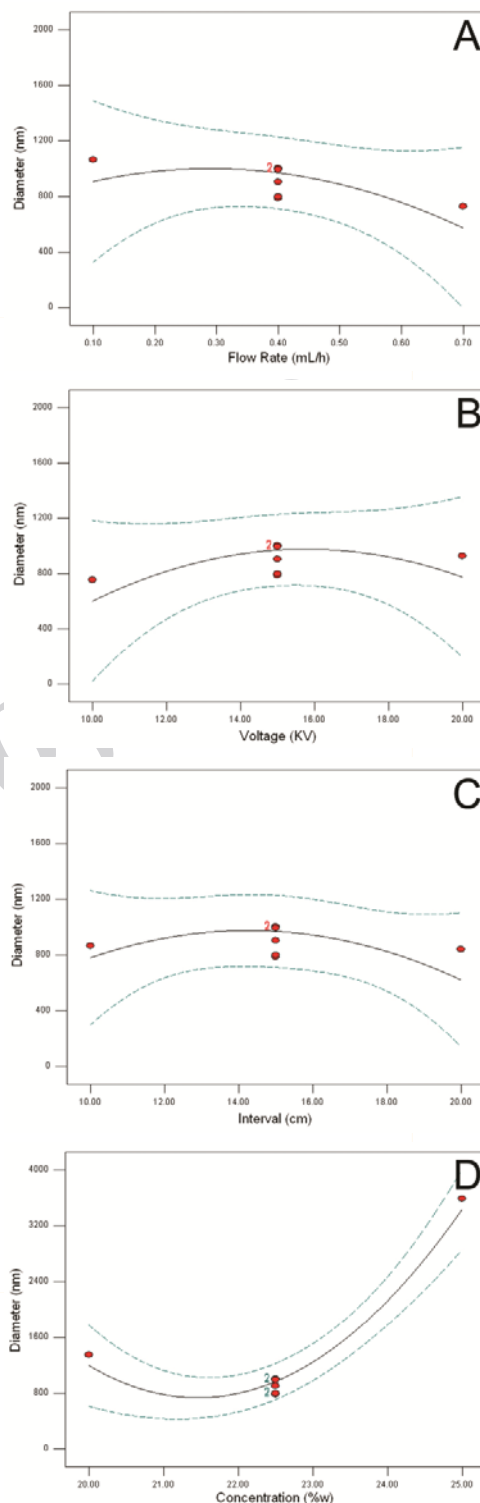 A
2000
1600
1200
800
400
0
Diameter (nm)
2
0.10 0.20 0.30 0.40 0.50 0.60 0.70
Flow Rate (mL/h)
B
2000
1600
1200
800
400
0
Diameter (nm)
2
10.00 12.00 14.00 16.00 18.00 20.00
Voltage (KV)
C
2000
1600
1200
800
400
0
Diameter (nm)
2
10.00 12.00 14.00 16.00 18.00 20.00
Interval (cm)
D
4000
3200
2400
1600
800
0
Diameter (nm)
2
2
20.00 21.00 22.00 23.00 24.00 25.00
Concentration (%w)